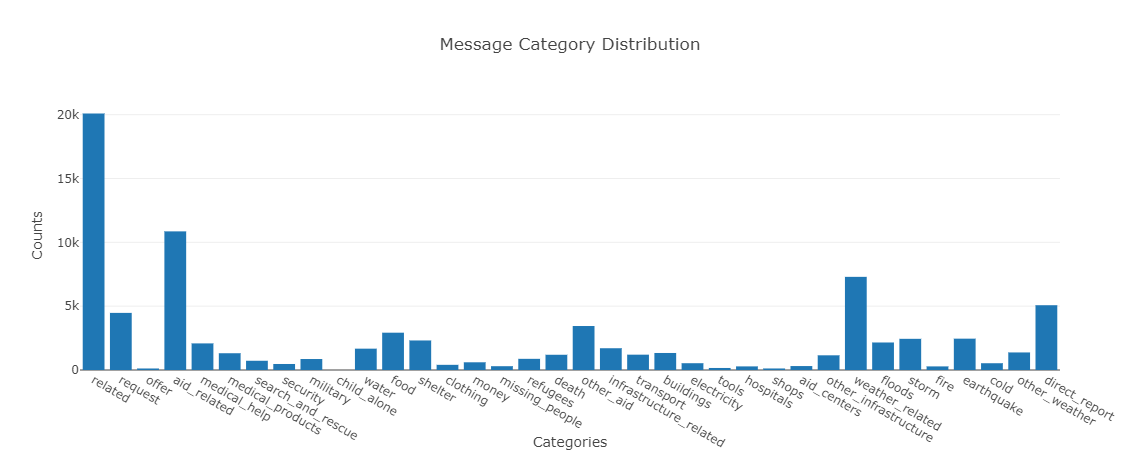 Message Category Distribution
20k
15k
10k
5k
0
Counts
related
request
offer
aid_related
medical_help
medical_products
search_and_rescue
security
military
child_alone
water
food
shelter
clothing
money
missing_people
refugees
death
other_aid
infrastructure_related
transport
buildings
electricity
tools
hospitals
shops
aid_centers
other_infrastructure
weather_related
floods
storm
fire
earthquake
cold
other_weather
direct_report
Categories